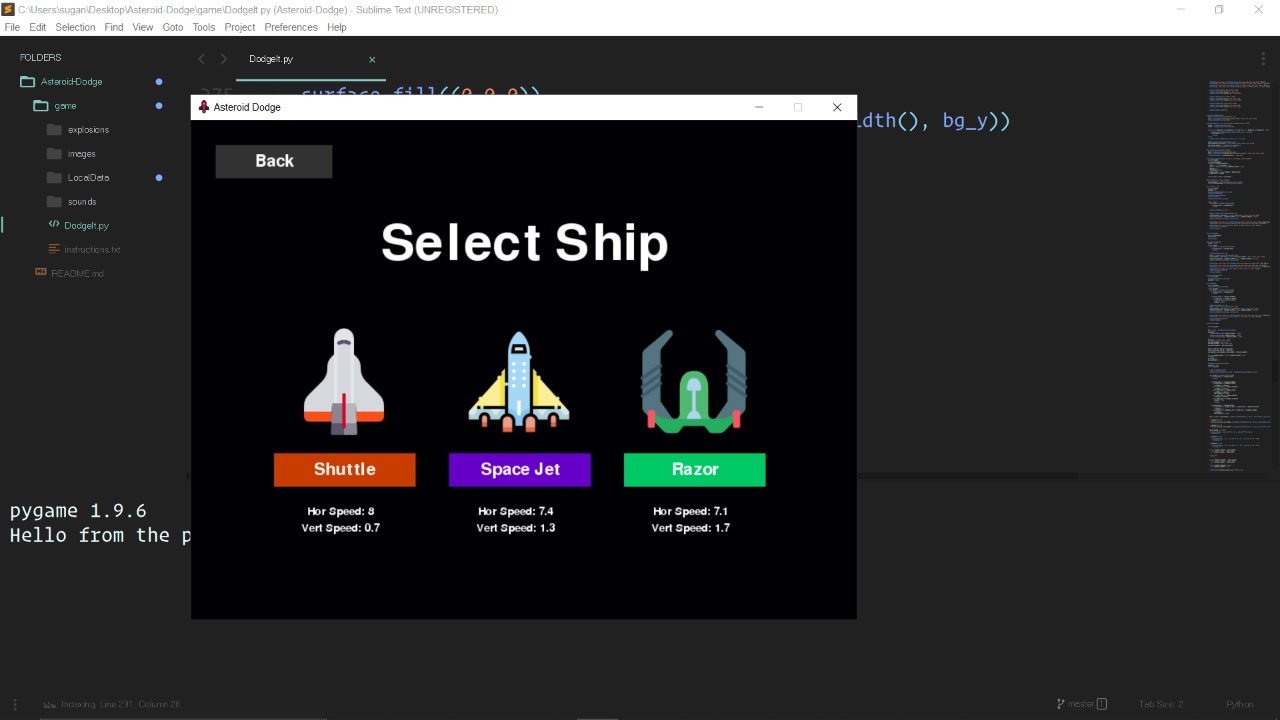 C:\Users\sugan\Desktop\Asteroid-Dodge\game\DodgeIt.py (Asteroid-Dodge) - Sublime Text (UNREGISTERED)
File Edit Selection Find View Goto Tools Project Preferences Help
FOLDERS
Asteroid-Dodge
game
explosions
images
LocalData
sounds
DodgeIt.py
instructions.txt
README.md
DodgeIt.py
275 surface.fill((0,0,0))
idth(), bg_y))
Asteroid Dodge
Back
Select Ship
Shuttle
Space Jet
Razor
Hor Speed: 8
Vert Speed: 0.7
Hor Speed: 7.4
Vert Speed: 1.3
Hor Speed: 7.1
Vert Speed: 1.7
pygame 1.9.6
Hello from the p
Indexing, Line 291, Column 26
master 1
Tab Size: 2
Python